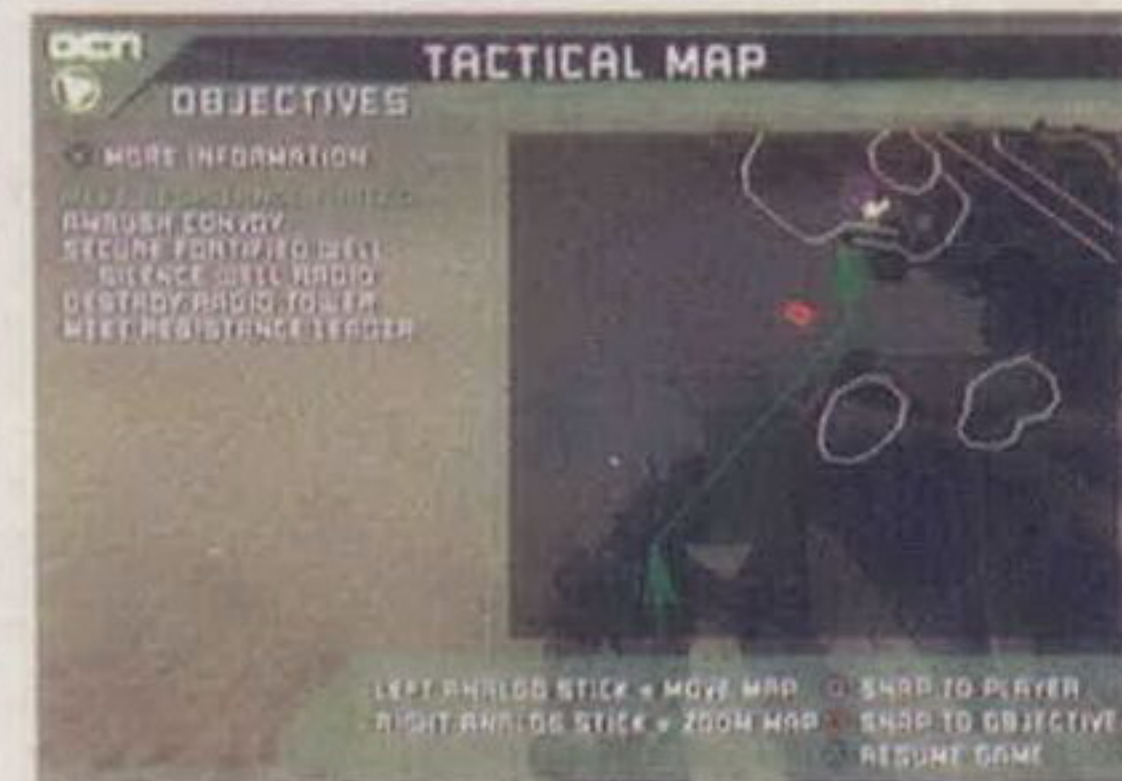 OCN
TACTICAL MAP
OBJECTIVES
MORE INFORMATION
AMBUSH CONVOY
SECURE FORTIFIED WELL
SILENCE WELL RADIO
DESTROY RADIO TOWER
MEET RESISTANCE LEADER
LEFT ANALOG STICK = MOVE MAP
SNAP TO PLAYER
RIGHT ANALOG STICK = ZOOM MAP
SNAP TO OBJECTIVE
RESUME GAME